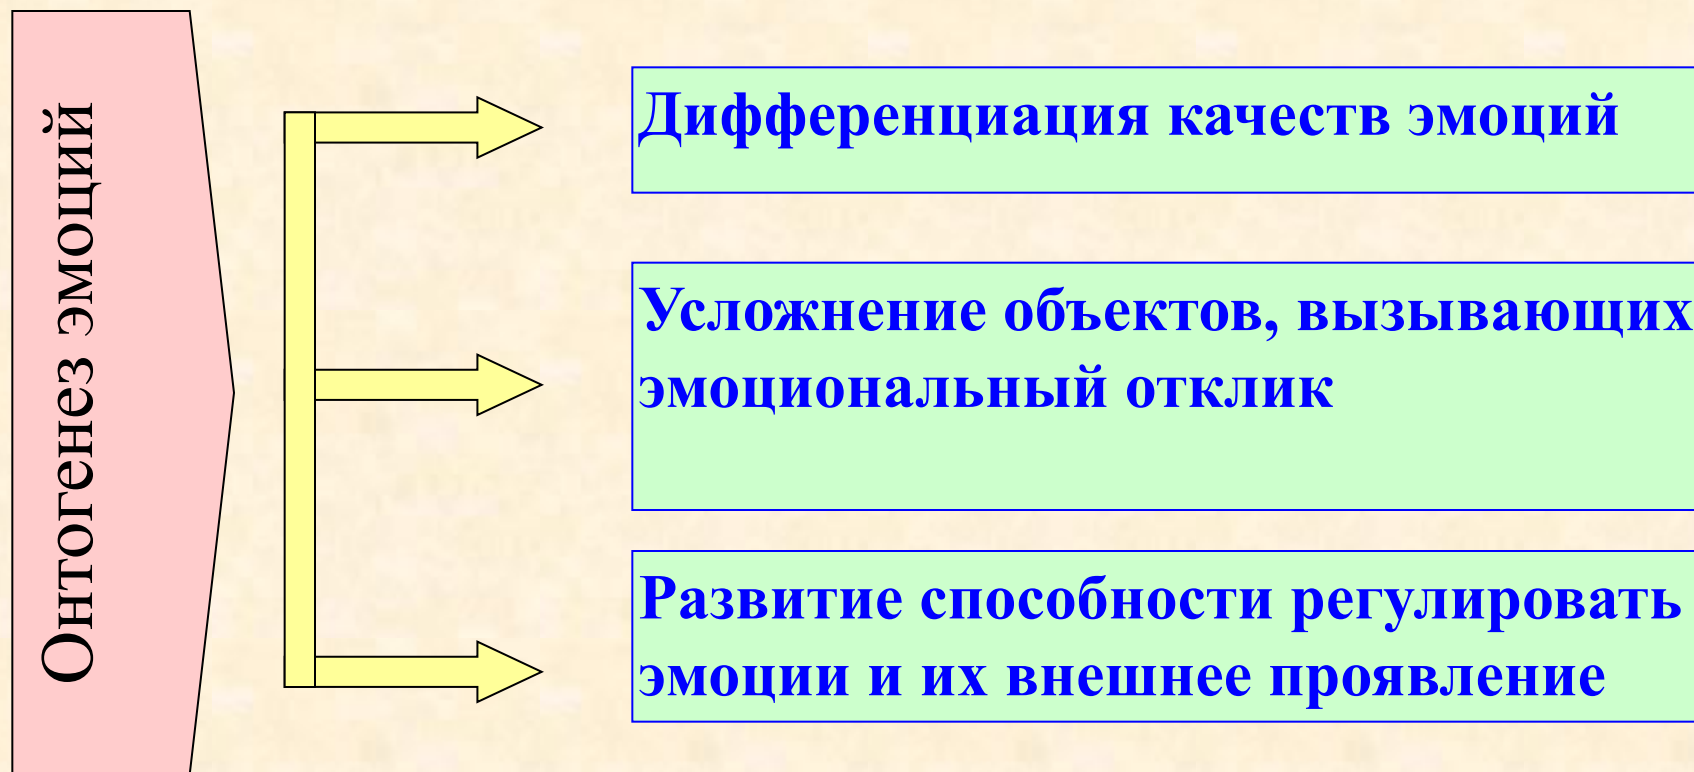 Онтогенез эмоций
Дифференциация качеств эмоций
Усложнение объектов, вызывающих
эмоциональный отклик
Развитие способности регулировать
эмоции и их внешнее проявление